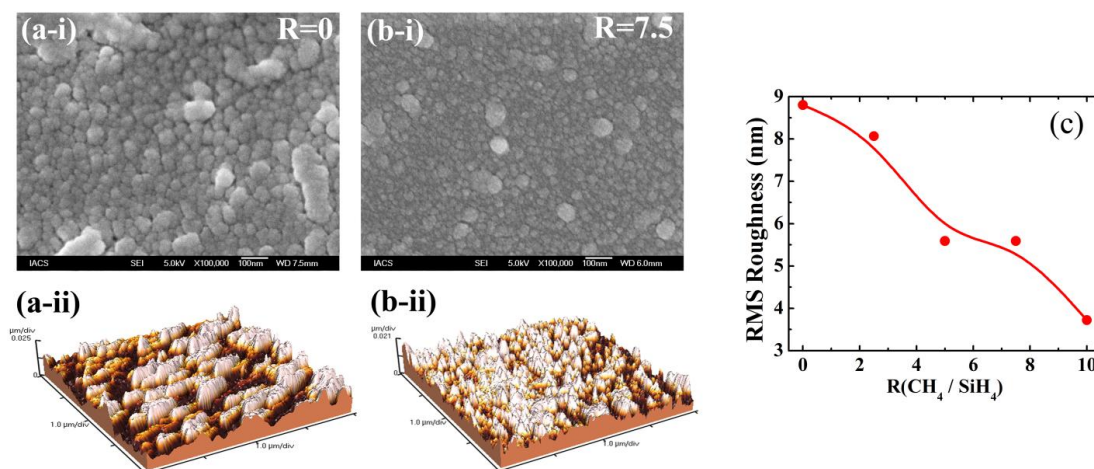 (a-i) R=0
IACS SEI 5.0kV X100,000 100nm WD 7.5mm
(b-i) R=7.5
IACS SEI 5.0kV X100,000 100nm WD 6.0mm
(a-ii)
µm/div
0.025
0
1.0 µm/div
1.0 µm/div
(b-ii)
µm/div
0.021
0
1.0 µm/div
1.0 µm/div
(c)
RMS Roughness (nm)
9
8
7
6
5
4
3
0 2 4 6 8 10
R(CH₄ / SiH₄)